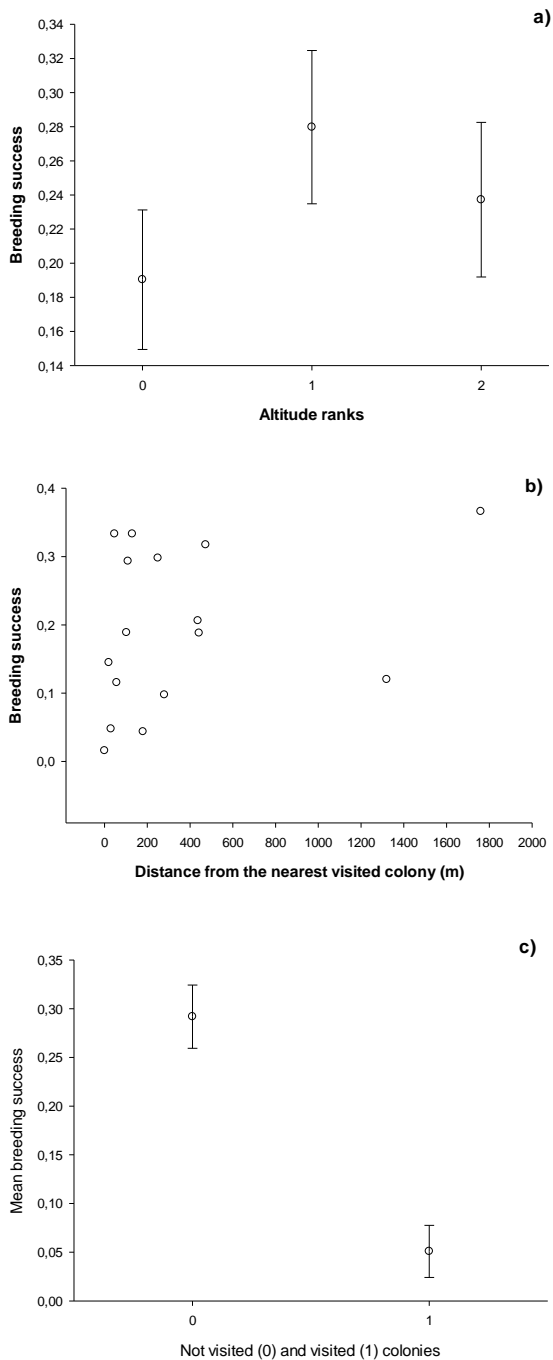 a)
Breeding success
0,34
0,32
0,30
0,28
0,26
0,24
0,22
0,20
0,18
0,16
0,14
0 1 2
Altitude ranks
b)
Breeding success
0,4
0,3
0,2
0,1
0,0
0 200 400 600 800 1000 1200 1400 1600 1800 2000
Distance from the nearest visited colony (m)
c)
Mean breeding success
0,35
0,30
0,25
0,20
0,15
0,10
0,05
0,00
0 1
Not visited (0) and visited (1) colonies